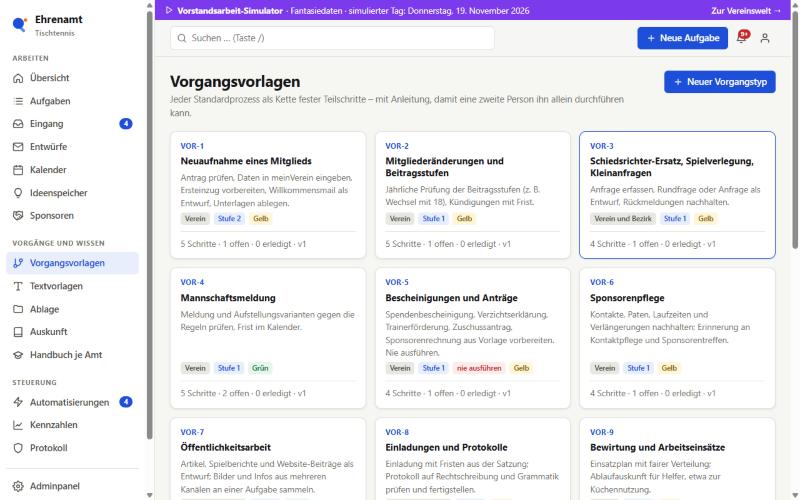 Ehrenamt
Tischtennis
ARBEITEN
Übersicht
Aufgaben
Eingang 4
Entwürfe
Kalender
Ideenspeicher
Sponsoren
VORGÄNGE UND WISSEN
Vorgangsvorlagen
Textvorlagen
Ablage
Auskunft
Handbuch je Amt
STEUERUNG
Automatisierungen 4
Kennzahlen
Protokoll
Adminpanel
Vorstandsarbeit-Simulator · Fantasiedaten · simulierter Tag: Donnerstag, 19. November 2026
Zur Vereinswelt →
Suchen … (Taste /)
+ Neue Aufgabe
9+
Vorgangsvorlagen
Jeder Standardprozess als Kette fester Teilschritte – mit Anleitung, damit eine zweite Person ihn allein durchführen
kann.
+ Neuer Vorgangstyp
VOR-1
Neuaufnahme eines Mitglieds
Antrag prüfen, Daten in meinVerein eingeben,
Ersteinzug vorbereiten, Willkommensmail als
Entwurf, Unterlagen ablegen.
Verein Stufe 2 Gelb
5 Schritte · 1 offen · 0 erledigt · v1
VOR-2
Mitgliederänderungen und
Beitragsstufen
Jährliche Prüfung der Beitragsstufen (z. B.
Wechsel mit 18), Kündigungen mit Frist.
Verein Stufe 1 Gelb
5 Schritte · 1 offen · 0 erledigt · v1
VOR-3
Schiedsrichter-Ersatz, Spielverlegung,
Kleinanfragen
Anfrage erfassen, Rundfrage oder Anfrage als
Entwurf, Rückmeldungen nachhalten.
Verein und Bezirk Stufe 1 Gelb
4 Schritte · 1 offen · 0 erledigt · v1
VOR-4
Mannschaftsmeldung
Meldung und Aufstellungsvarianten gegen die
Regeln prüfen, Frist im Kalender.
Verein Stufe 1 Grün
5 Schritte · 2 offen · 0 erledigt · v1
VOR-5
Bescheinigungen und Anträge
Spendenbescheinigung, Verzichtserklärung,
Trainerförderung, Zuschussantrag,
Sponsorenrechnung aus Vorlage vorbereiten.
Nie ausführen.
Verein Stufe 1 nie ausführen Gelb
4 Schritte · 1 offen · 0 erledigt · v1
VOR-6
Sponsorenpflege
Kontakte, Paten, Laufzeiten und
Verlängerungen nachhalten; Erinnerung an
Kontaktpflege und Sponsorentreffen.
Verein Stufe 1 Gelb
4 Schritte · 1 offen · 0 erledigt · v1
VOR-7
Öffentlichkeitsarbeit
Artikel, Spielberichte und Website-Beiträge als
Entwurf; Bilder und Infos aus mehreren
Kanälen an einer Aufgabe sammeln.
VOR-8
Einladungen und Protokolle
Einladung mit Fristen aus der Satzung;
Protokoll auf Rechtschreibung und Grammatik
prüfen und fertigstellen.
VOR-9
Bewirtung und Arbeitseinsätze
Einsatzplan mit fairer Verteilung;
Ablaufauskunft für Helfer, etwa zur
Küchennutzung.